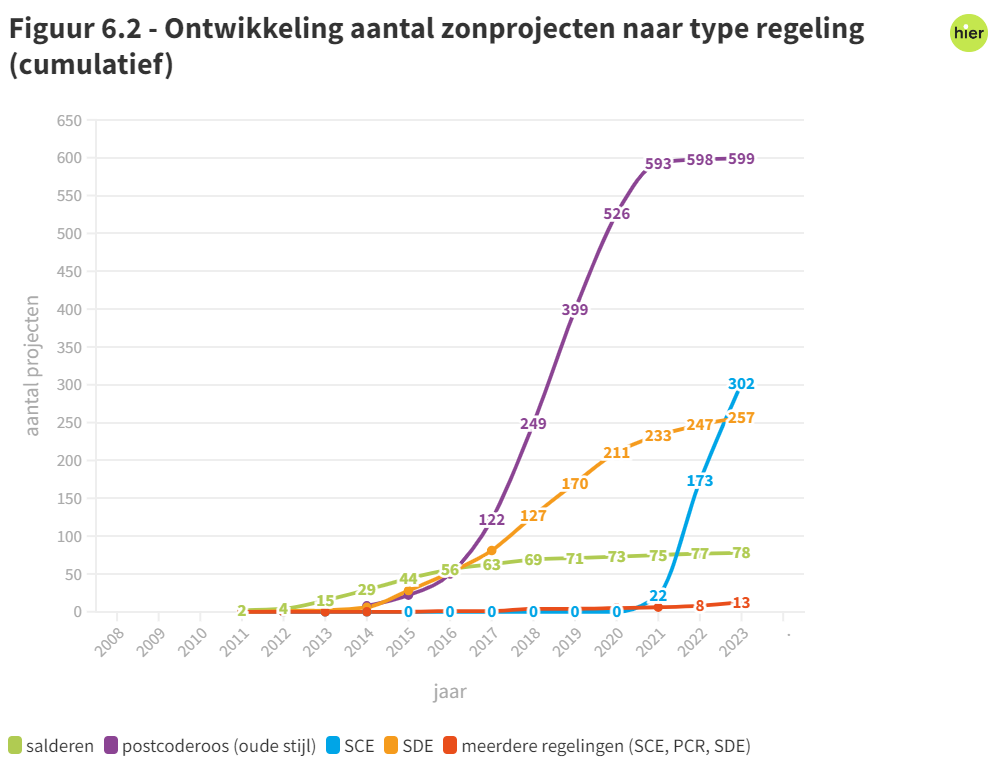 Figuur 6.2 - Ontwikkeling aantal zonprojecten naar type regeling
(cumulatief)
hier
650
600
550
500
450
400
350
300
250
200
150
100
50
0
aantal projecten
593 598 599
526
399
249
122
302
173
22
0 0 0 0 0 0
257
247
233
211
170
127
2 4 15 29 44 56 63 69 71 73 75 77 78
8 13
2008 2009 2010 2011 2012 2013 2014 2015 2016 2017 2018 2019 2020 2021 2022 2023 .
jaar
salderen postcoderoos (oude stijl) SCE SDE meerdere regelingen (SCE, PCR, SDE)